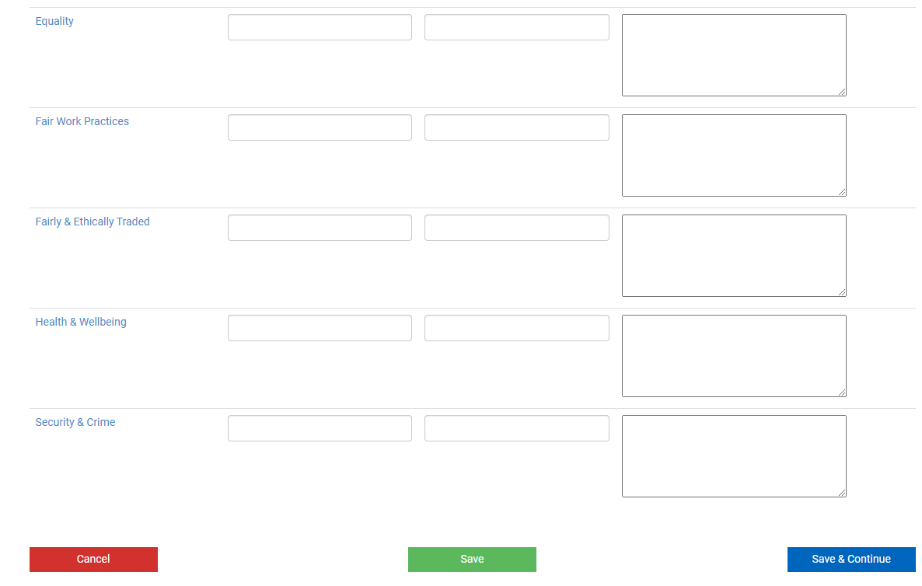 Equality
Fair Work Practices
Fairly & Ethically Traded
Health & Wellbeing
Security & Crime
Cancel
Save
Save & Continue